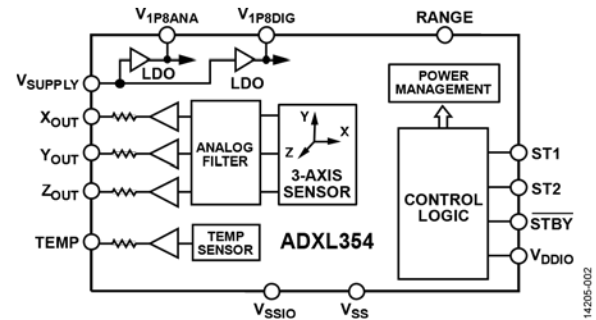 V1P8ANA
V1P8DIG
RANGE
VSUPPLY
LDO
LDO
POWER
MANAGEMENT
XOUT
YOUT
ZOUT
ANALOG
FILTER
Y
X
Z
3-AXIS
SENSOR
CONTROL
LOGIC
ST1
ST2
STBY
VDDIO
TEMP
TEMP
SENSOR
ADXL354
VSSIO
VSS
14205-002